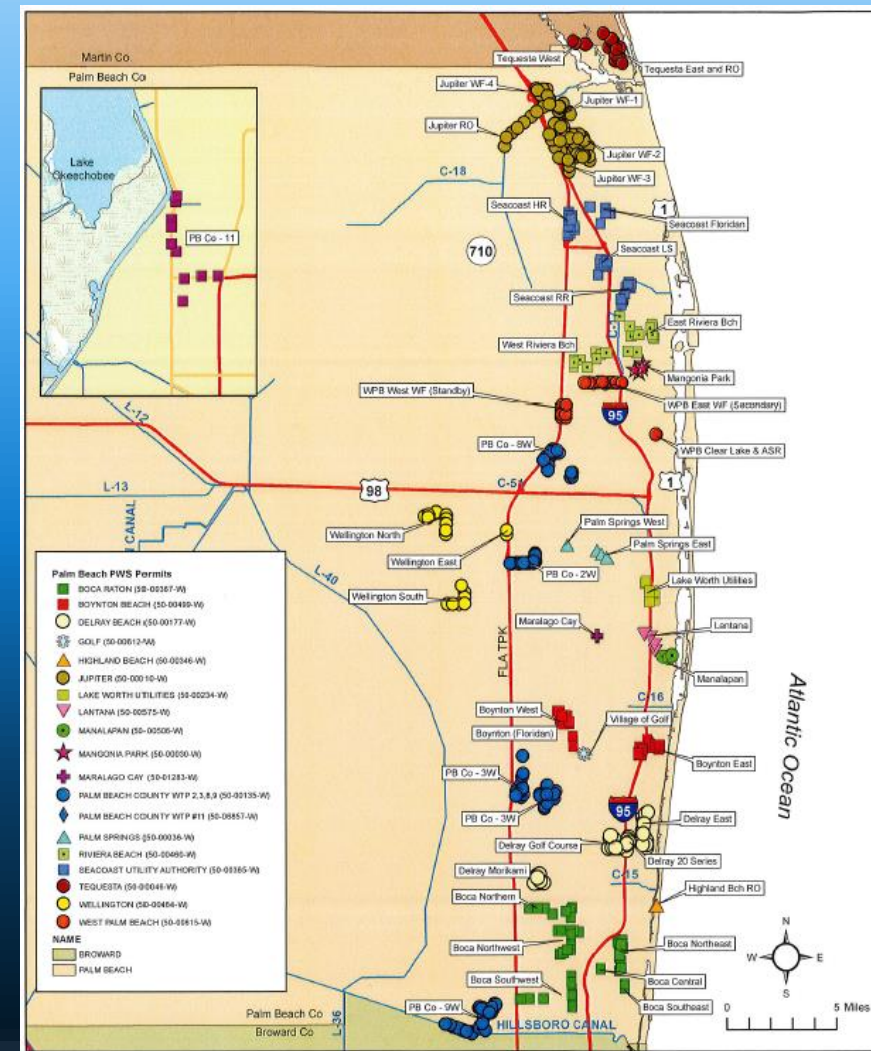 Martin Co
Palm Beach Co
Tequesta West
Tequesta East and RO
Jupiter WF-4
Jupiter WF-1
Jupiter RO
Jupiter WF-2
Jupiter WF-3
C-18
Lake
Okeechobee
PB Co - 11
Seacoast HR
1
Seacoast Floridan
710
Seacoast LS
Seacoast RR
C-17
East Riviera Bch
West Riviera Bch
Mangonia Park
WPB West WF (Standby)
WPB East WF (Secondary)
95
L-12
PB Co - 8W
WPB Clear Lake & ASR
L-13
98
C-51
1
Wellington North
Palm Springs West
Wellington East
Palm Springs East
PB Co - 2W
L-40
Wellington South
Lake Worth Utilities
FLA TPK
Maralago Cay
Lantana
Manalapan
Atlantic Ocean
C-16
Boynton West
Village of Golf
Boynton (Floridan)
Boynton East
PB Co - 3W
PB Co - 3W
95
Delray East
Delray Golf Course
Delray 20 Series
Delray Morikami
C-15
Highland Bch RO
Boca Northern
Boca Northwest
Boca Northeast
Boca Central
Boca Southwest
Boca Southeast
PB Co - 9W
HILLSBORO CANAL
Palm Beach Co
Broward Co
L-36
Palm Beach PWS Permits
BOCA RATON (50-00367-W)
BOYNTON BEACH (50-00499-W)
DELRAY BEACH (50-00177-W)
GOLF (50-00612-W)
HIGHLAND BEACH (50-00346-W)
JUPITER (50-00010-W)
LAKE WORTH UTILITIES (50-00234-W)
LANTANA (50-00575-W)
MANALAPAN (50-00506-W)
MANGONIA PARK (50-00030-W)
MARALAGO CAY (50-01283-W)
PALM BEACH COUNTY WTP 2,3,8,9 (50-00135-W)
PALM BEACH COUNTY WTP #11 (50-06857-W)
PALM SPRINGS (50-00036-W)
RIVIERA BEACH (50-00460-W)
SEACOAST UTILITY AUTHORITY (50-00365-W)
TEQUESTA (50-00046-W)
WELLINGTON (50-00464-W)
WEST PALM BEACH (50-00615-W)
NAME
BROWARD
PALM BEACH
N
W
E
S
0
5 Miles